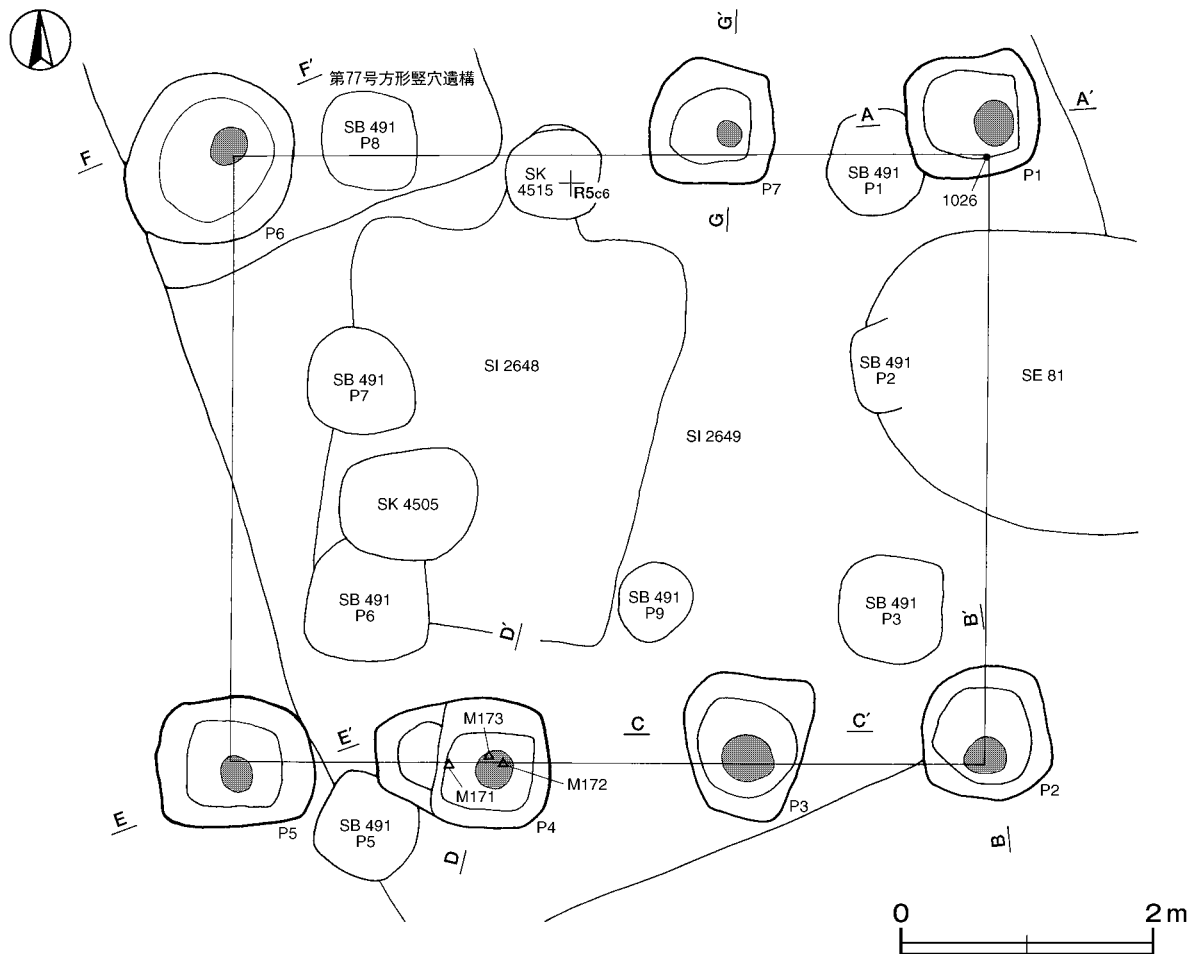 G′
F′
第77号方形竪穴遺構
A′
A
F
SB 491
P8
SK
4515
R5c6
SB 491
P1
P7
P1
1026
G
P6
SB 491
P7
SI 2648
SB 491
P2
SE 81
SI 2649
SK 4505
SB 491
P6
D′
SB 491
P9
SB 491
P3
B′
E′
M173
C
C′
M171
M172
P2
E
P5
SB 491
P5
P4
P3
D
B
0
2 m